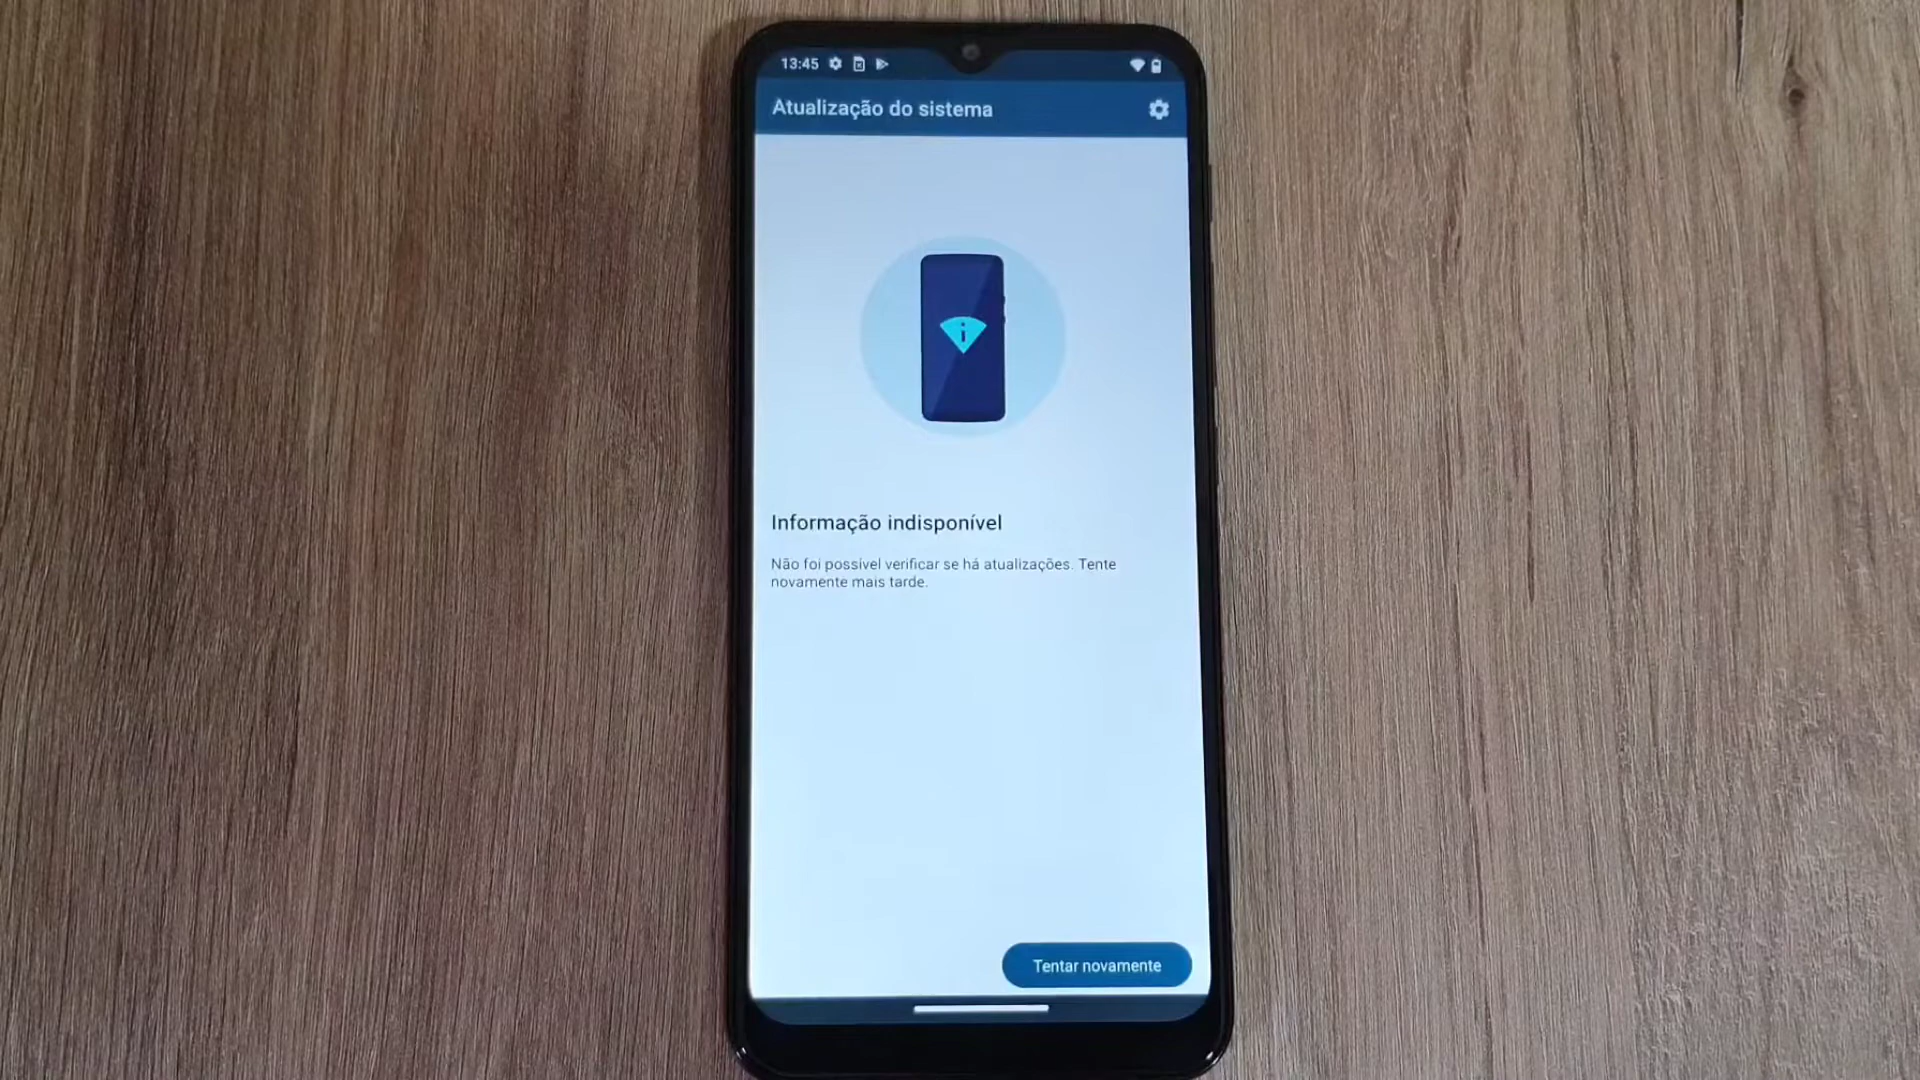 13:45
Atualização do sistema
Informação indisponível
Não foi possível verificar se há atualizações. Tente
novamente mais tarde.
Tentar novamente